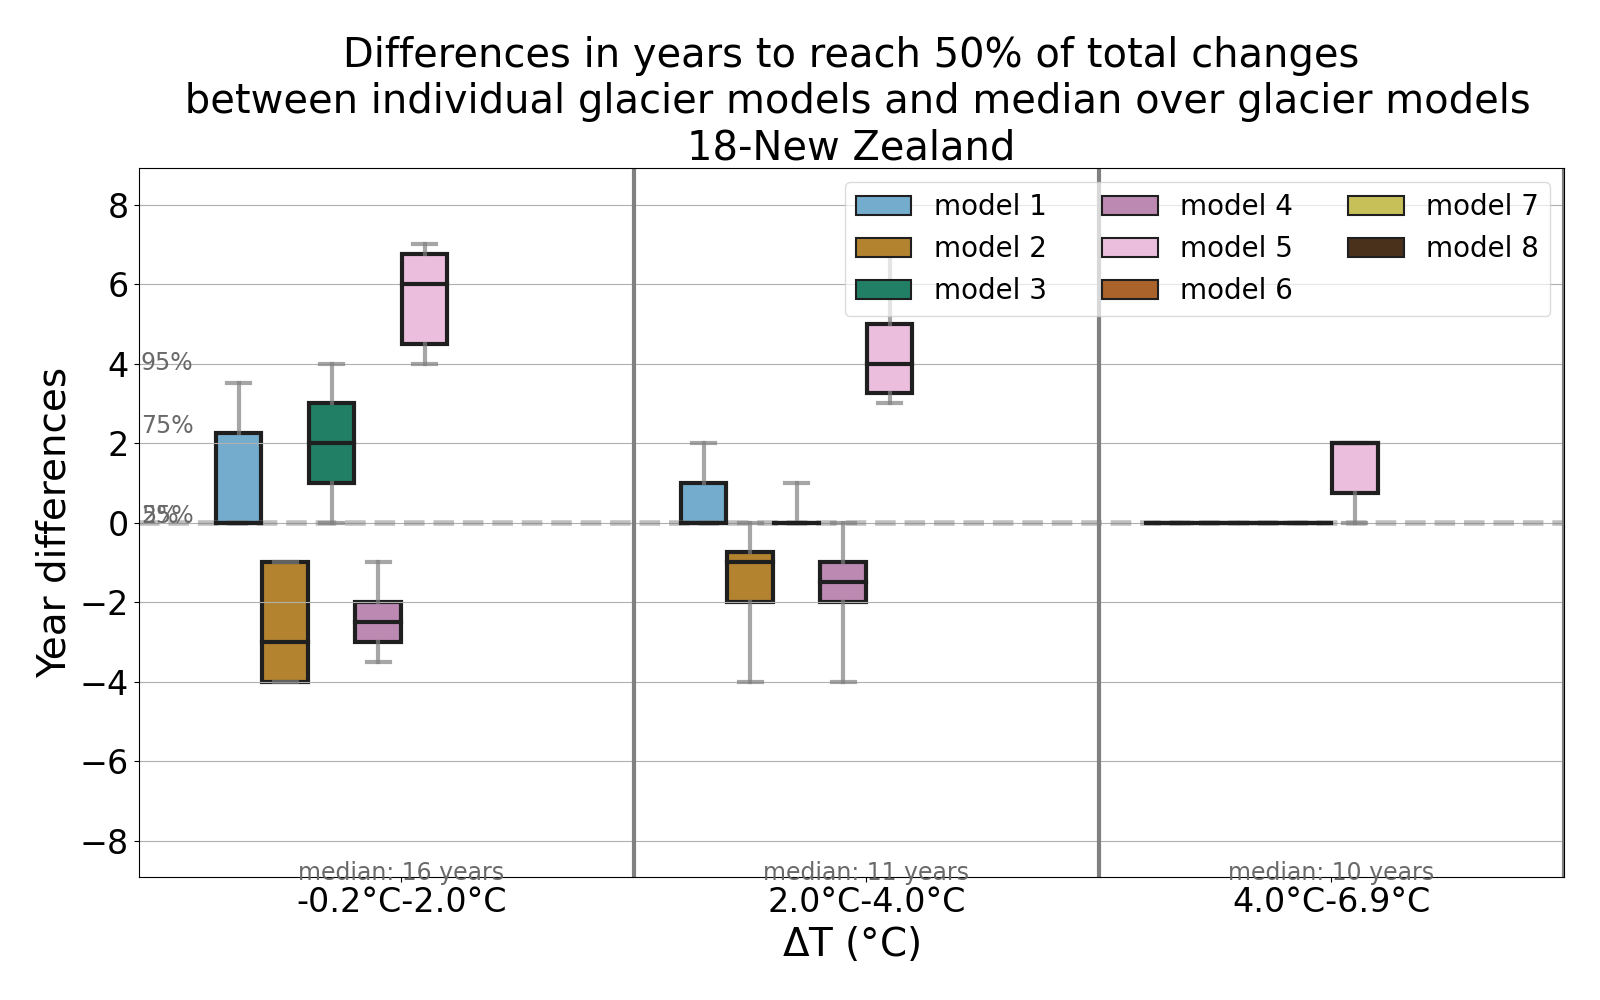 Differences in years to reach 50% of total changes
between individual glacier models and median over glacier models
18-New Zealand
model 1
model 4
model 7
model 2
model 5
model 8
model 3
model 6
8
6
4
2
0
−2
−4
−6
−8
95%
75%
Year differences
median: 16 years
median: 11 years
median: 10 years
-0.2°C-2.0°C
2.0°C-4.0°C
4.0°C-6.9°C
ΔT (°C)